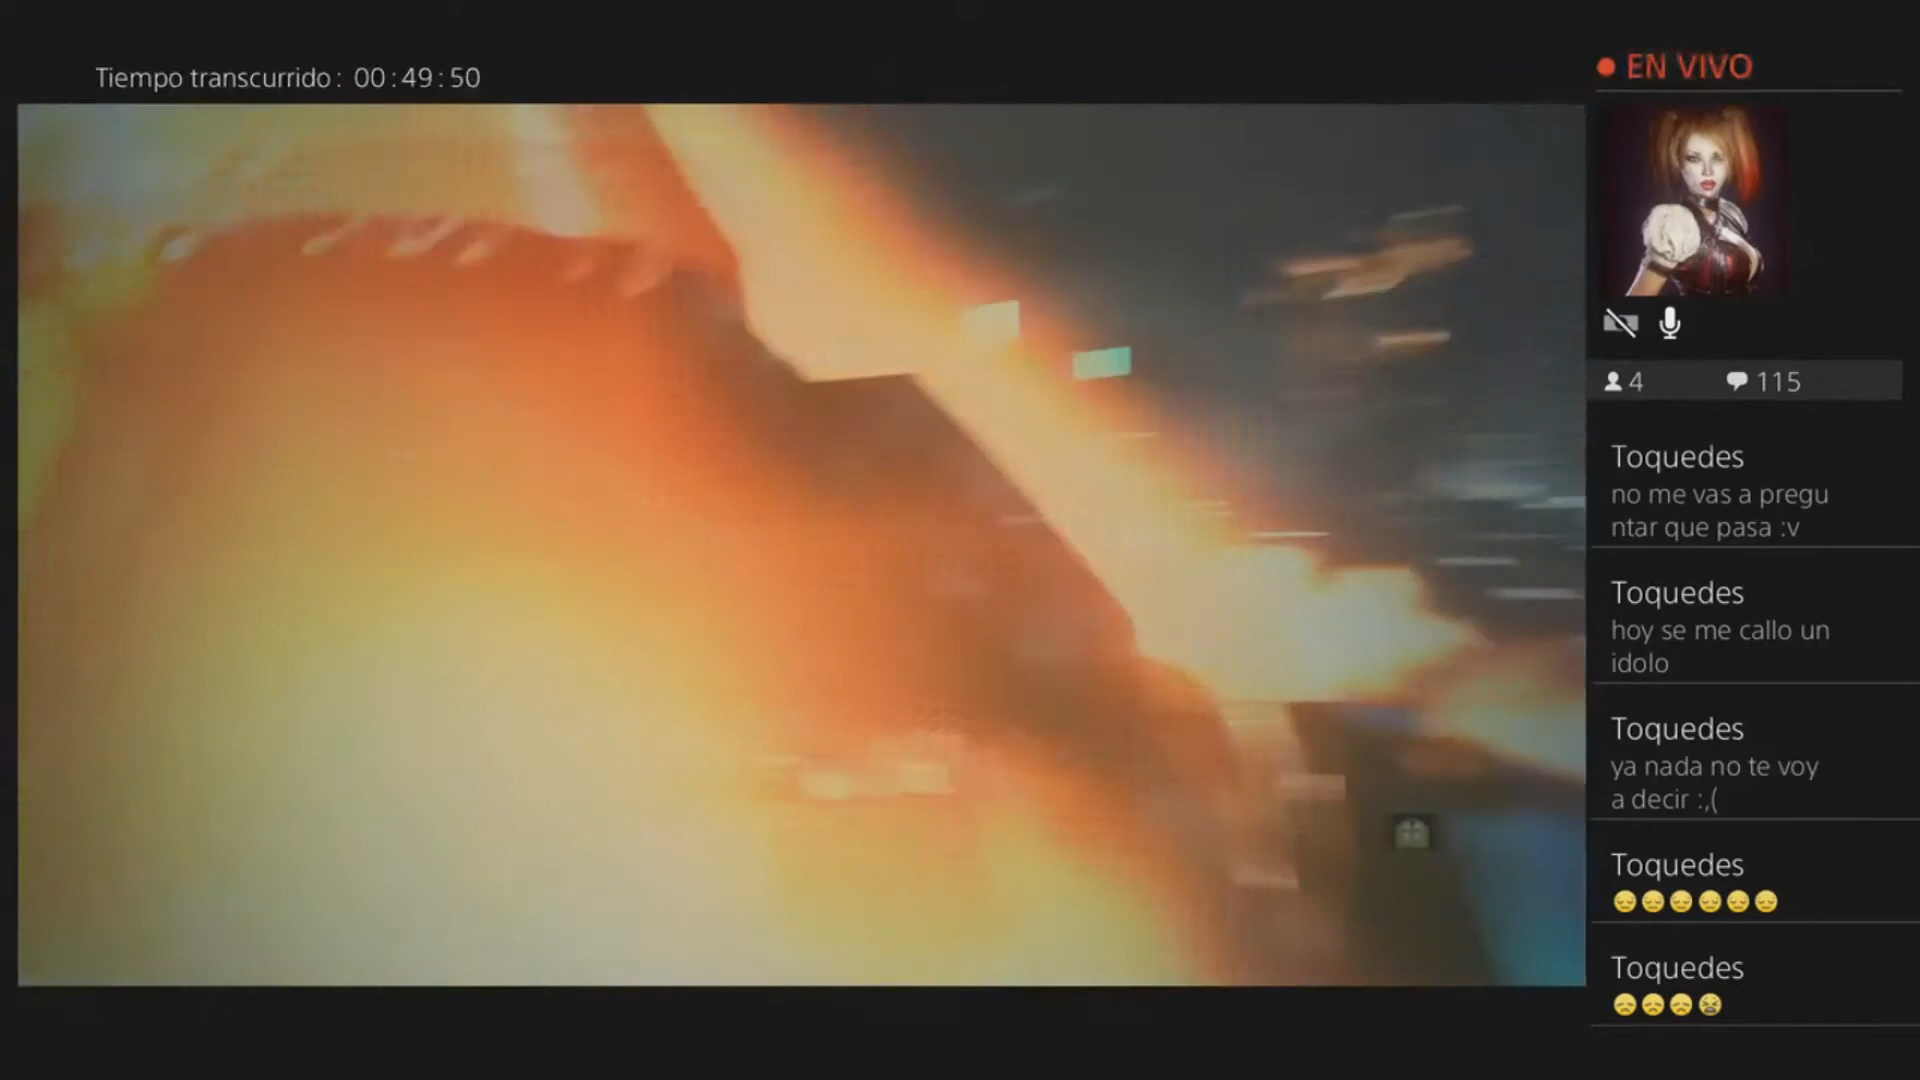 Tiempo transcurrido: 00:49:50
EN VIVO
4 115
Toquedes
no me vas a pregu
ntar que pasa :v
Toquedes
hoy se me callo un
idolo
Toquedes
ya nada no te voy
a decir :,(
Toquedes
😔😔😔😔😔😔
Toquedes
😞😞😞😫